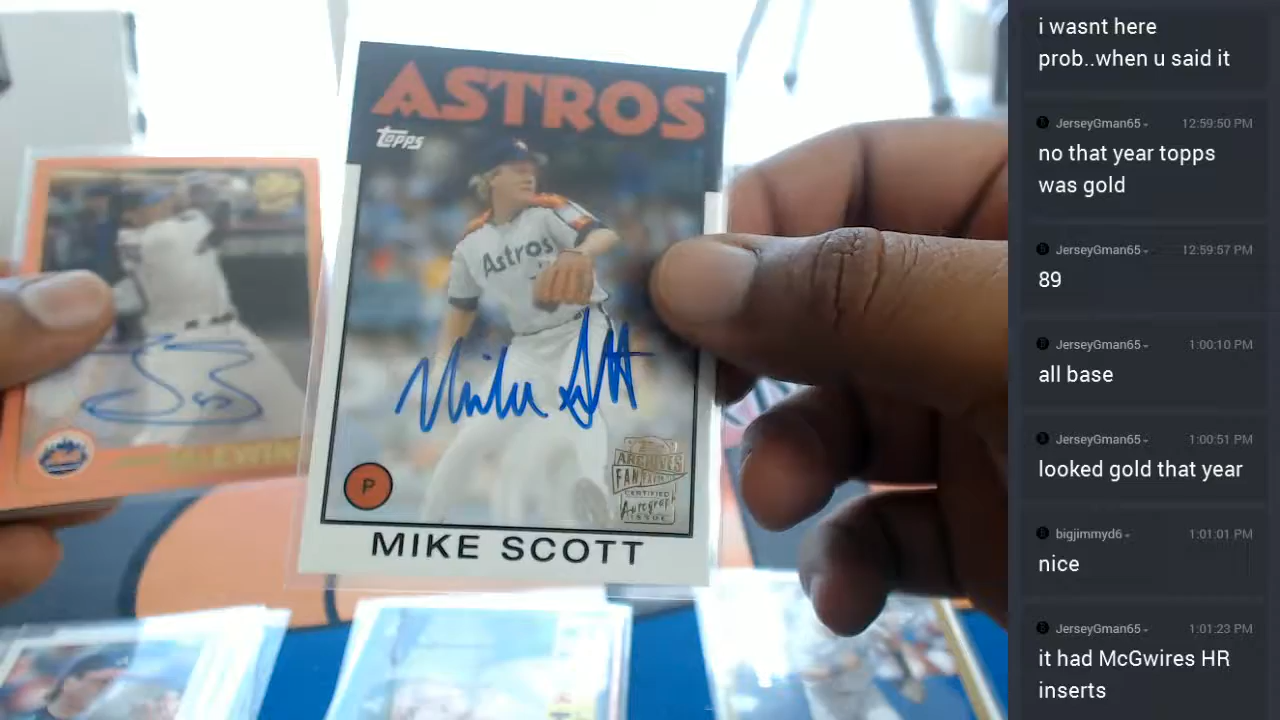 ASTROS
Topps
Astros
Mike Scott
P
ARCHIVES
FAN FAVORITES
CERTIFIED
Autograph
ISSUE
MIKE SCOTT
i wasnt here
prob..when u said it
JerseyGman65 12:59:50 PM
no that year topps
was gold
JerseyGman65 12:59:57 PM
89
JerseyGman65 1:00:10 PM
all base
JerseyGman65 1:00:51 PM
looked gold that year
bigjimmyd6 1:01:01 PM
nice
JerseyGman65 1:01:23 PM
it had McGwires HR
inserts